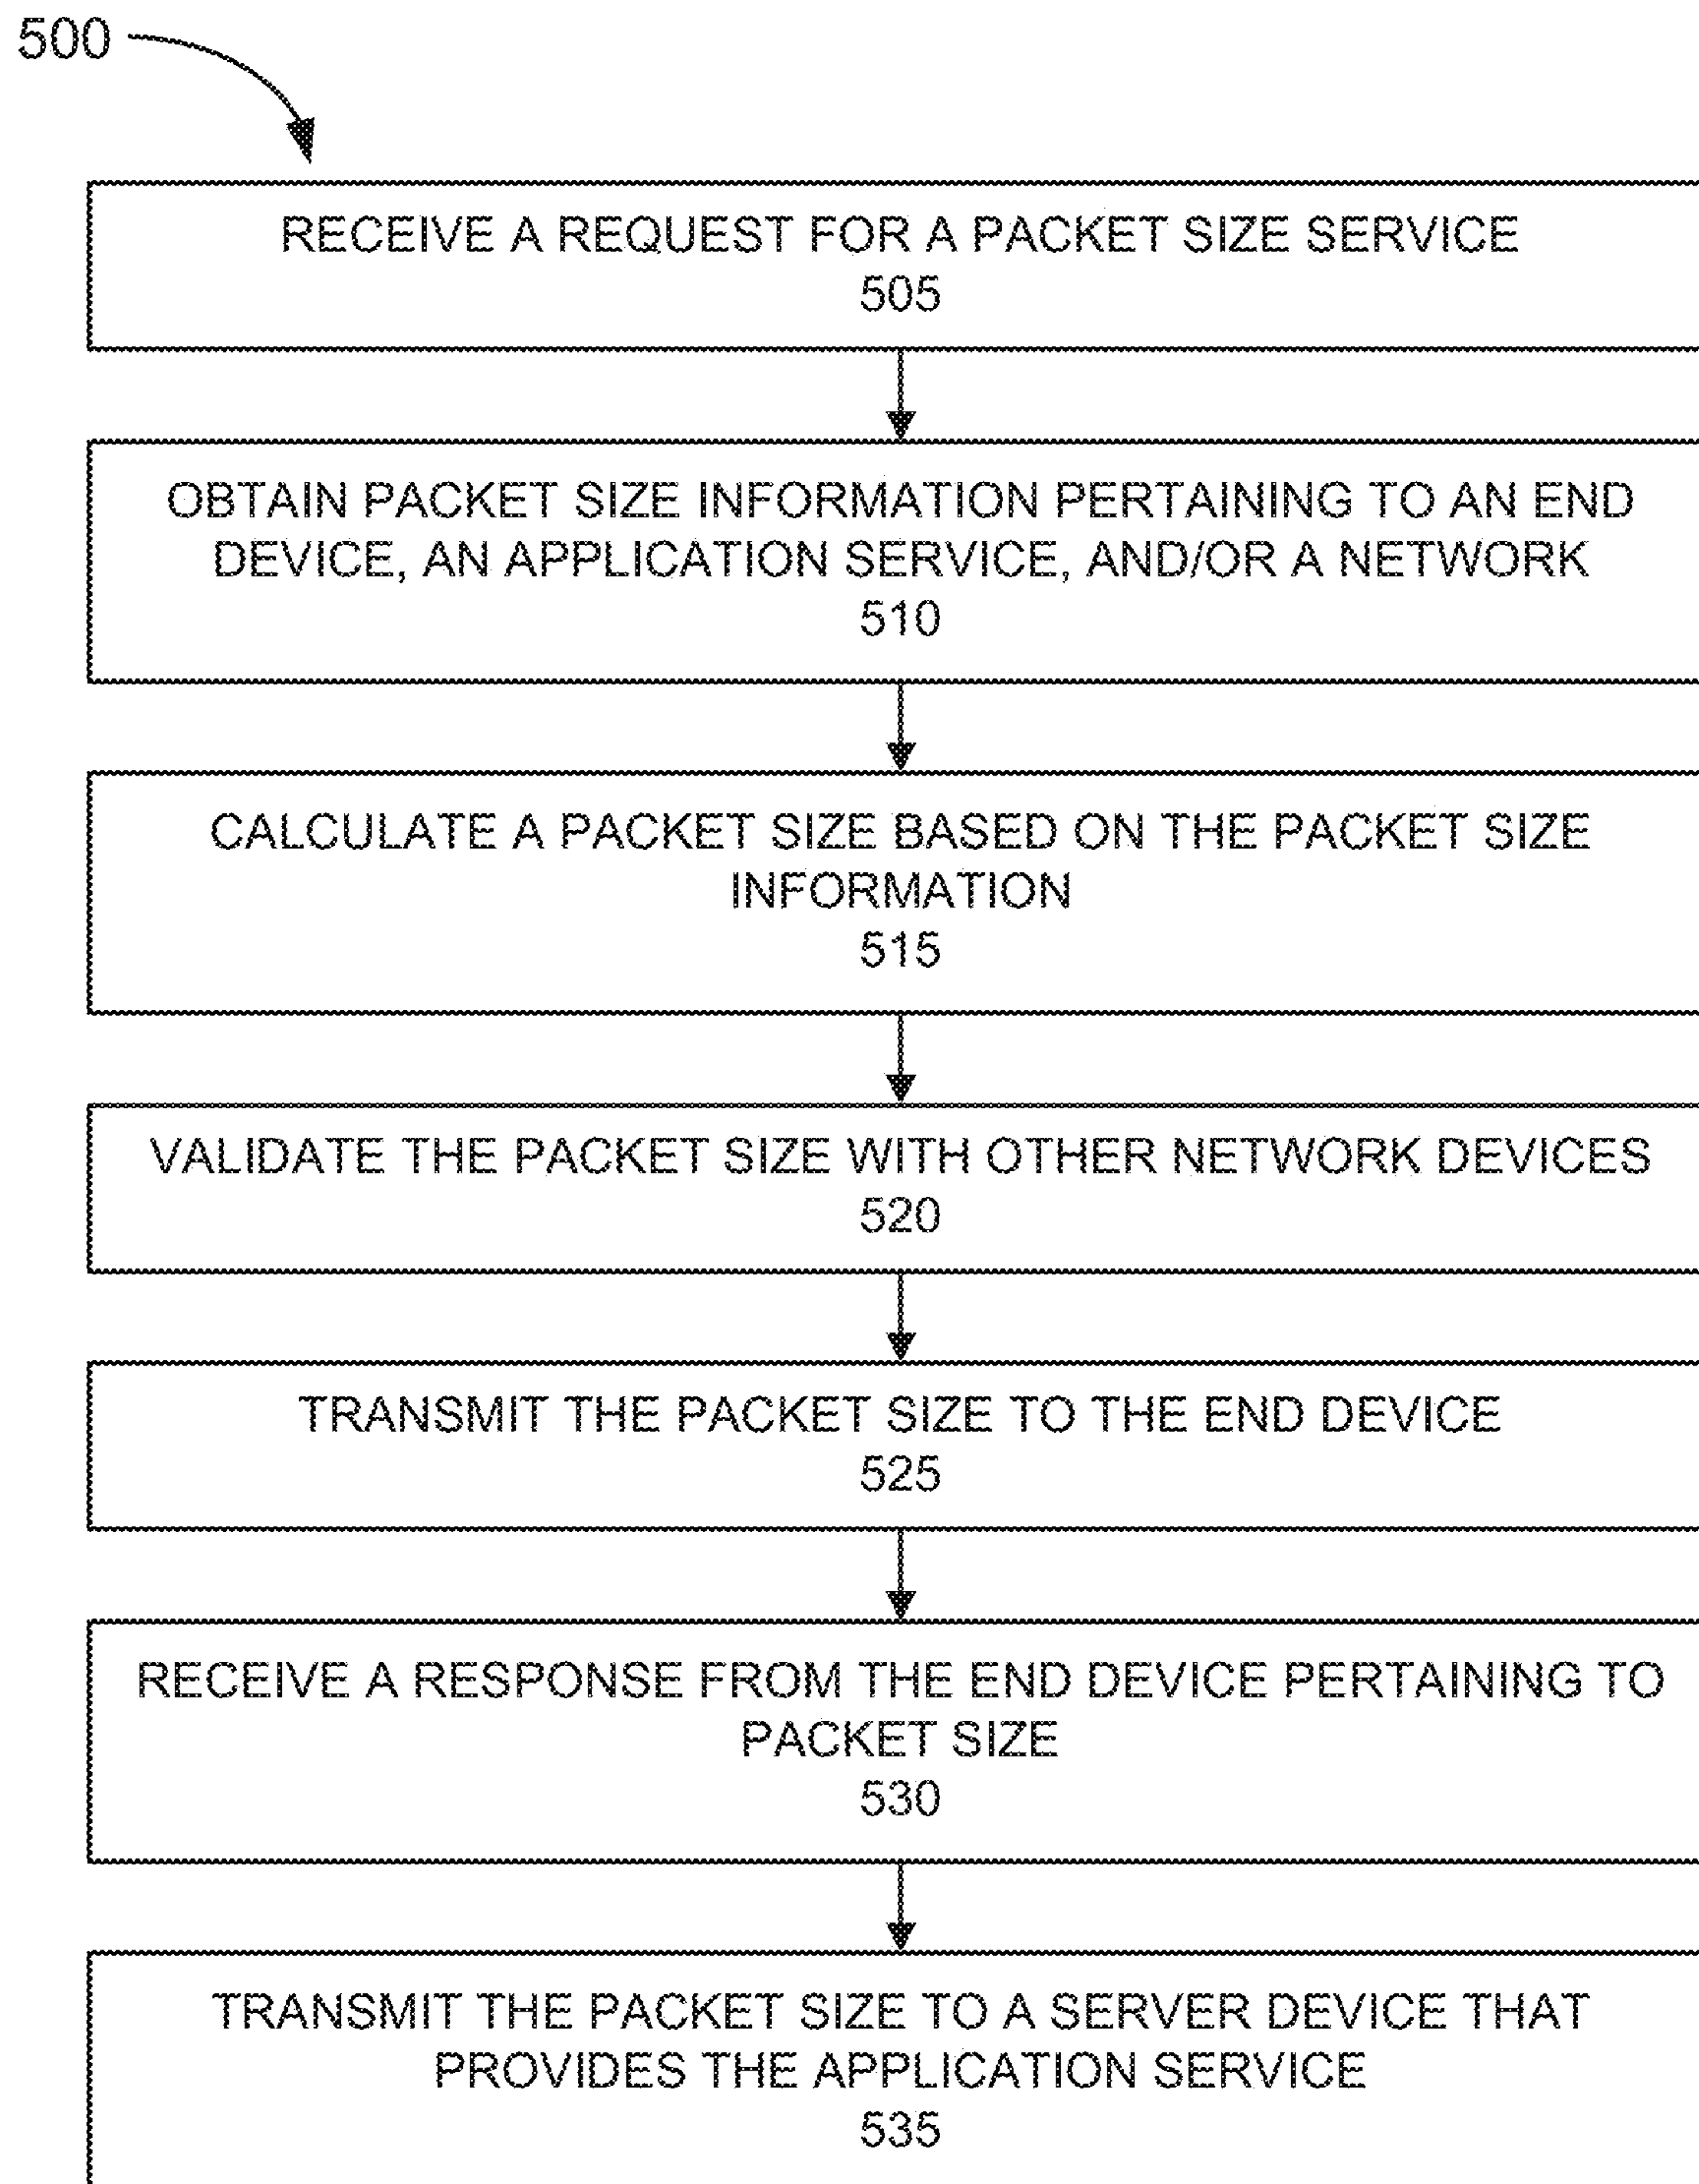 500
RECEIVE A REQUEST FOR A PACKET SIZE SERVICE
505
OBTAIN PACKET SIZE INFORMATION PERTAINING TO AN END
DEVICE, AN APPLICATION SERVICE, AND/OR A NETWORK
510
CALCULATE A PACKET SIZE BASED ON THE PACKET SIZE
INFORMATION
515
VALIDATE THE PACKET SIZE WITH OTHER NETWORK DEVICES
520
TRANSMIT THE PACKET SIZE TO THE END DEVICE
525
RECEIVE A RESPONSE FROM THE END DEVICE PERTAINING TO
PACKET SIZE
530
TRANSMIT THE PACKET SIZE TO A SERVER DEVICE THAT
PROVIDES THE APPLICATION SERVICE
535